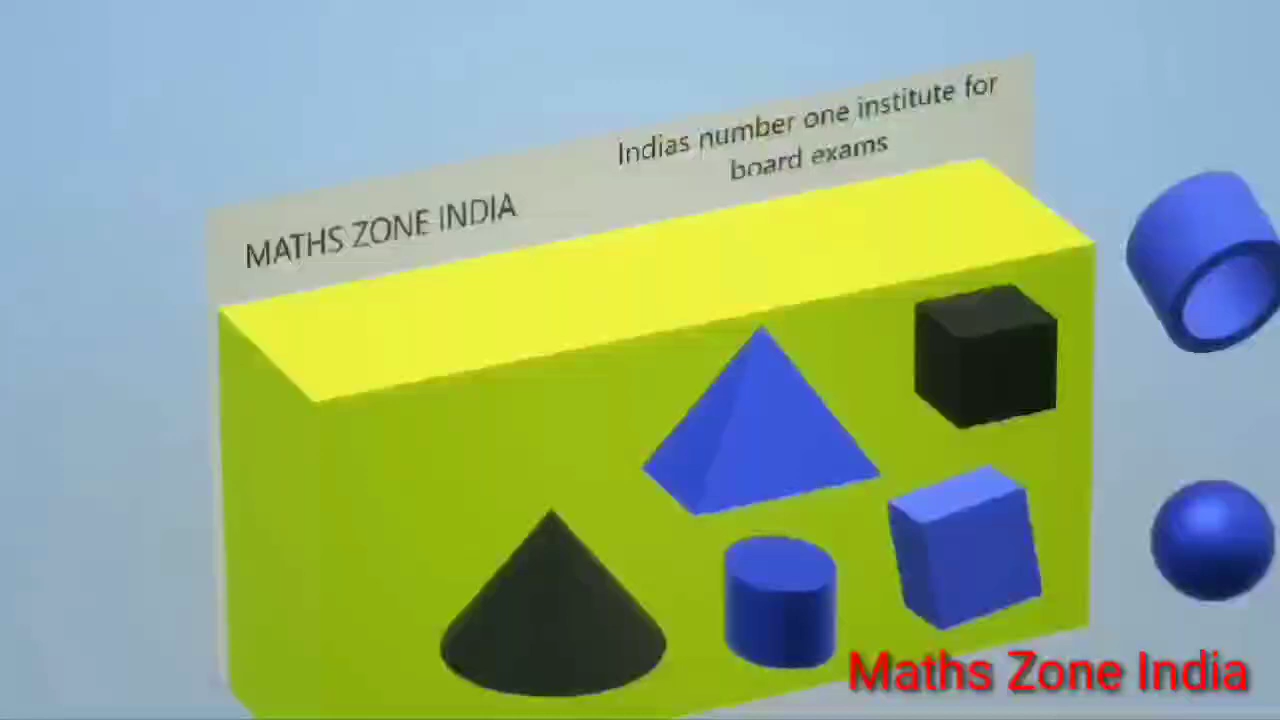 MATHS ZONE INDIA
Indias number one institute for
board exams
Maths Zone India